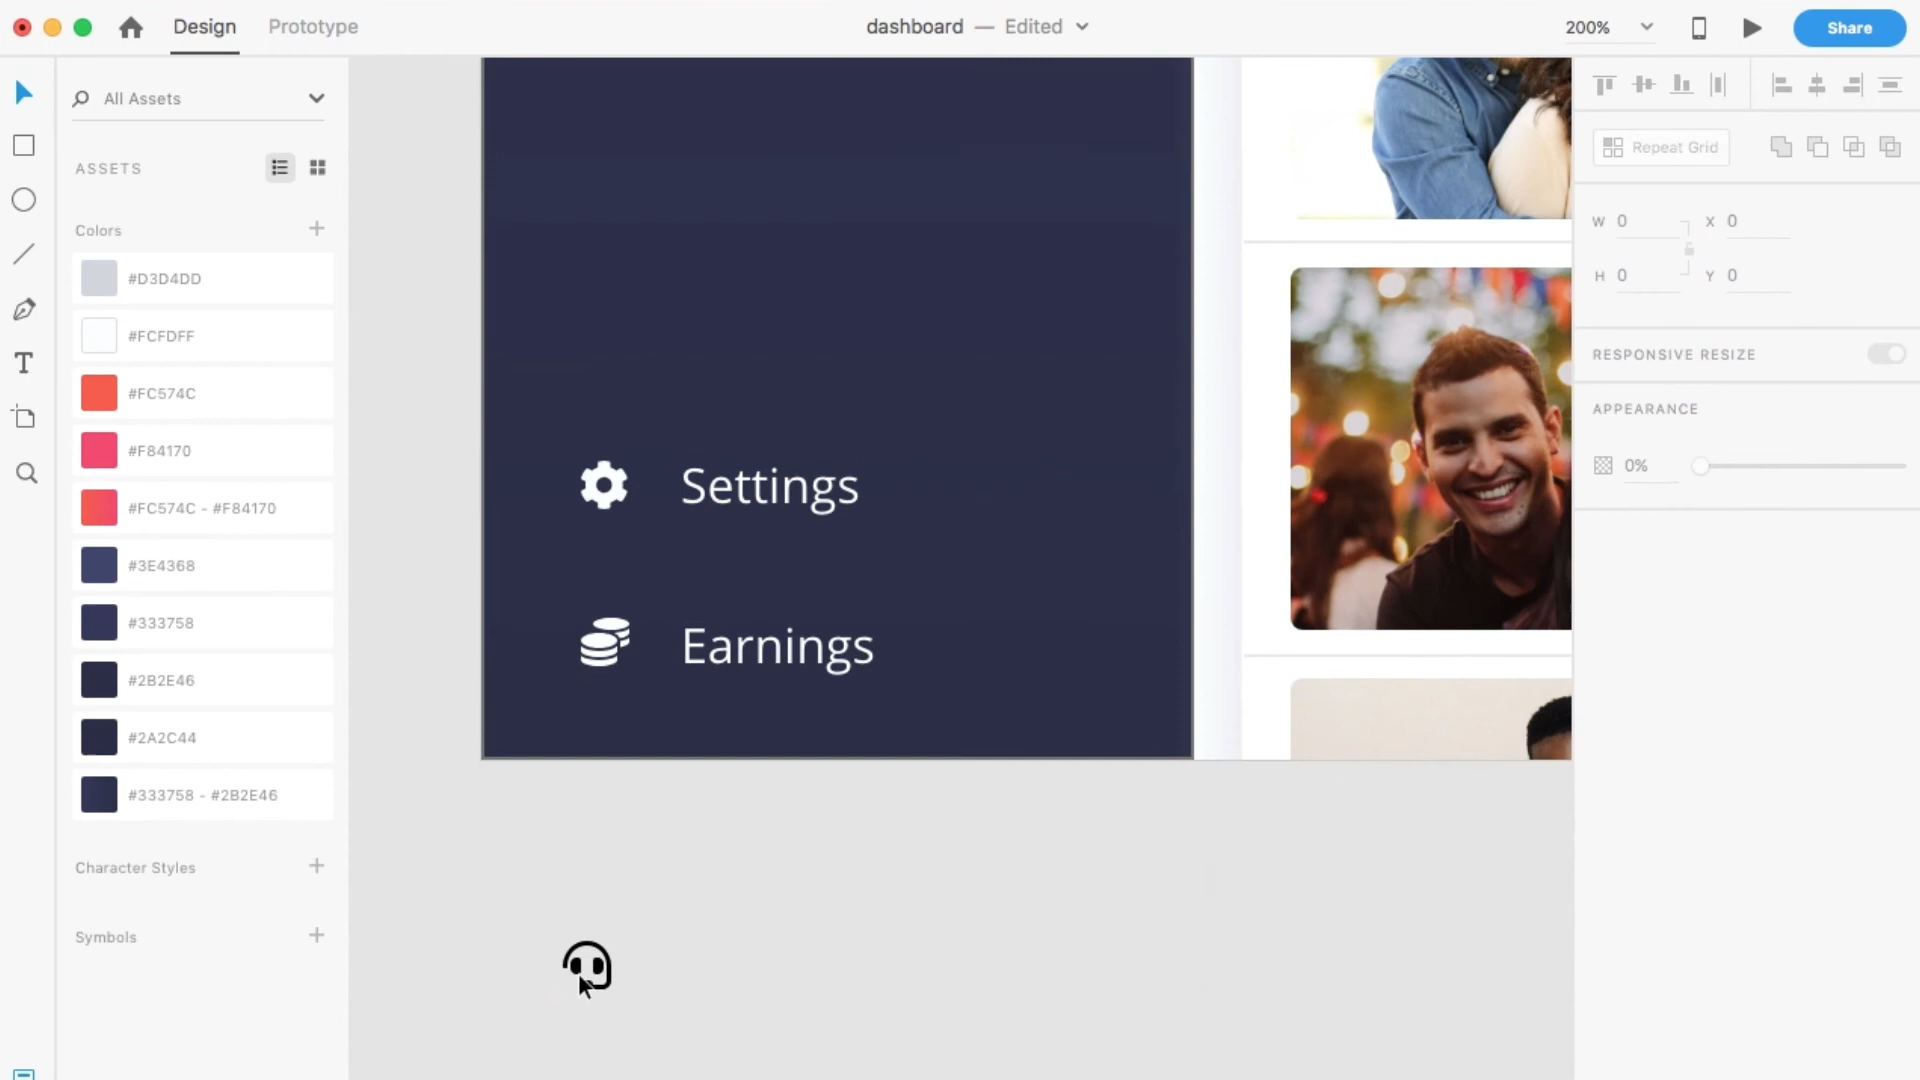 Design Prototype dashboard — Edited 200% Share
All Assets
ASSETS
Colors +
#D3D4DD
#FCFDFF
#FC574C
#F84170
#FC574C - #F84170
#3E4368
#333758
#2B2E46
#2A2C44
#333758 - #2B2E46
Character Styles +
Symbols +
Settings
Earnings
Repeat Grid
W 0 X 0
H 0 Y 0
RESPONSIVE RESIZE
APPEARANCE
0%